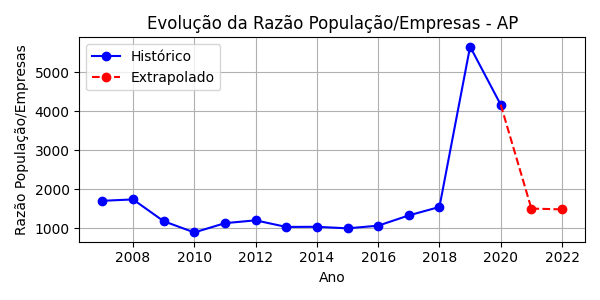 Evolução da Razão População/Empresas - AP
Histórico
Extrapolado
Razão População/Empresas
5000
4000
3000
2000
1000
2008 2010 2012 2014 2016 2018 2020 2022
Ano